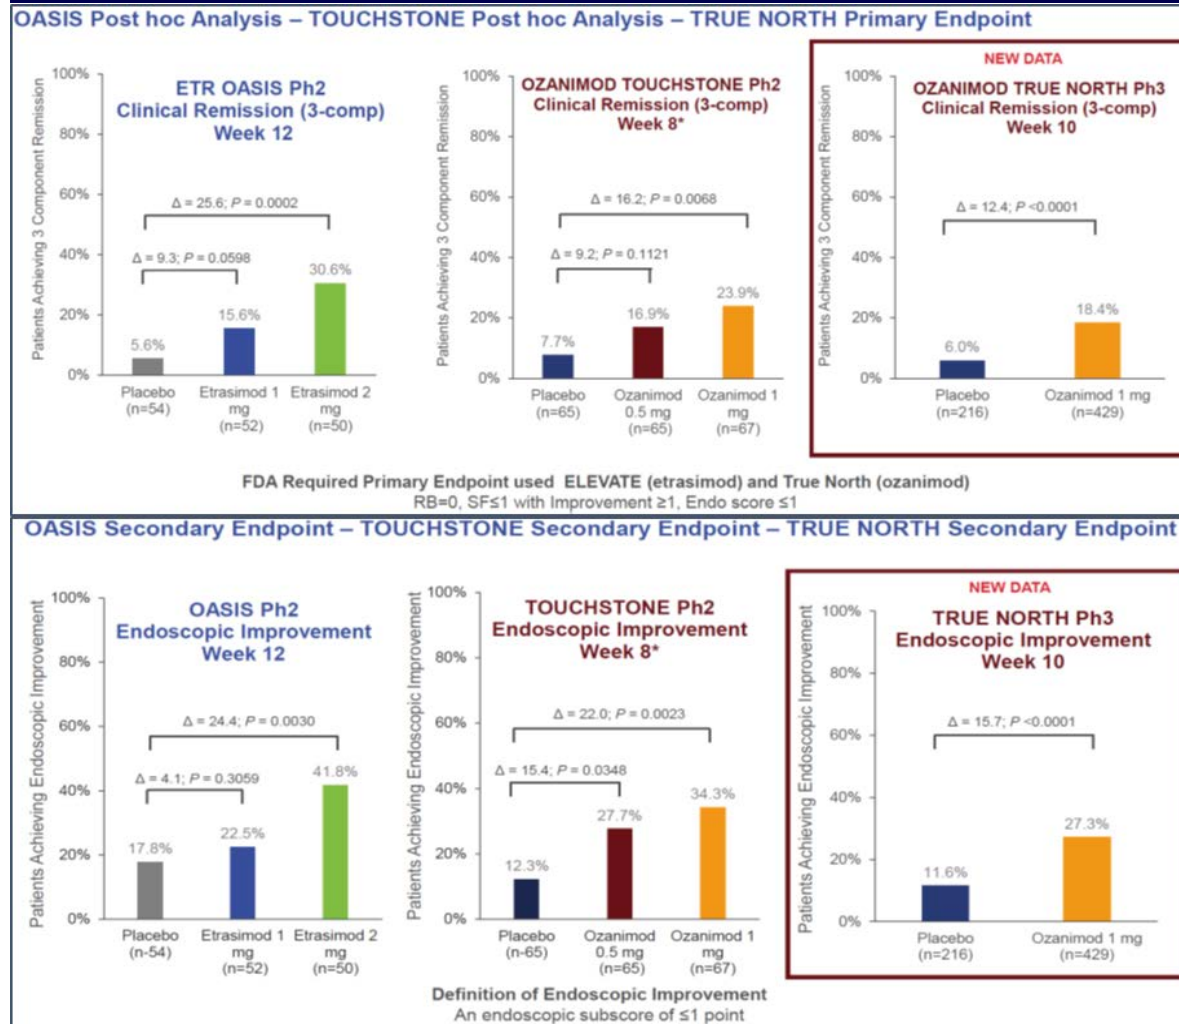 OASIS Post hoc Analysis – TOUCHSTONE Post hoc Analysis – TRUE NORTH Primary Endpoint
Patients Achieving 3 Component Remission
100%
80%
60%
40%
20%
0%
ETR OASIS Ph2
Clinical Remission (3-comp)
Week 12
Δ = 25.6; P = 0.0002
Δ = 9.3; P = 0.0598
5.6%
15.6%
30.6%
Placebo
(n=54)
Etrasimod 1
mg
(n=52)
Etrasimod 2
mg
(n=50)
Patients Achieving 3 Component Remission
100%
80%
60%
40%
20%
0%
OZANIMOD TOUCHSTONE Ph2
Clinical Remission (3-comp)
Week 8*
Δ = 16.2; P = 0.0068
Δ = 9.2; P = 0.1121
7.7%
16.9%
23.9%
Placebo
(n=65)
Ozanimod
0.5 mg
(n=65)
Ozanimod 1
mg
(n=67)
NEW DATA
Patients Achieving 3 Component Remission
100%
80%
60%
40%
20%
0%
OZANIMOD TRUE NORTH Ph3
Clinical Remission (3-comp)
Week 10
Δ = 12.4; P <0.0001
6.0%
18.4%
Placebo
(n=216)
Ozanimod 1 mg
(n=429)
FDA Required Primary Endpoint used ELEVATE (etrasimod) and True North (ozanimod)
RB=0, SF≤1 with Improvement ≥1, Endo score ≤1
OASIS Secondary Endpoint – TOUCHSTONE Secondary Endpoint – TRUE NORTH Secondary Endpoint
Patients Achieving Endoscopic Improvement
100%
80%
60%
40%
20%
0%
OASIS Ph2
Endoscopic Improvement
Week 12
Δ = 24.4; P = 0.0030
Δ = 4.1; P = 0.3059
17.8%
22.5%
41.8%
Placebo
(n-54)
Etrasimod 1
mg
(n=52)
Etrasimod 2
mg
(n=50)
Patients Achieving Endoscopic Improvement
100%
80%
60%
40%
20%
0%
TOUCHSTONE Ph2
Endoscopic Improvement
Week 8*
Δ = 22.0; P = 0.0023
Δ = 15.4; P = 0.0348
12.3%
27.7%
34.3%
Placebo
(n-65)
Ozanimod
0.5 mg
(n=65)
Ozanimod 1
mg
(n=67)
NEW DATA
Patients Achieving Endoscopic Improvement
100%
80%
60%
40%
20%
0%
TRUE NORTH Ph3
Endoscopic Improvement
Week 10
Δ = 15.7; P <0.0001
11.6%
27.3%
Placebo
(n=216)
Ozanimod 1 mg
(n=429)
Definition of Endoscopic Improvement
An endoscopic subscore of ≤1 point